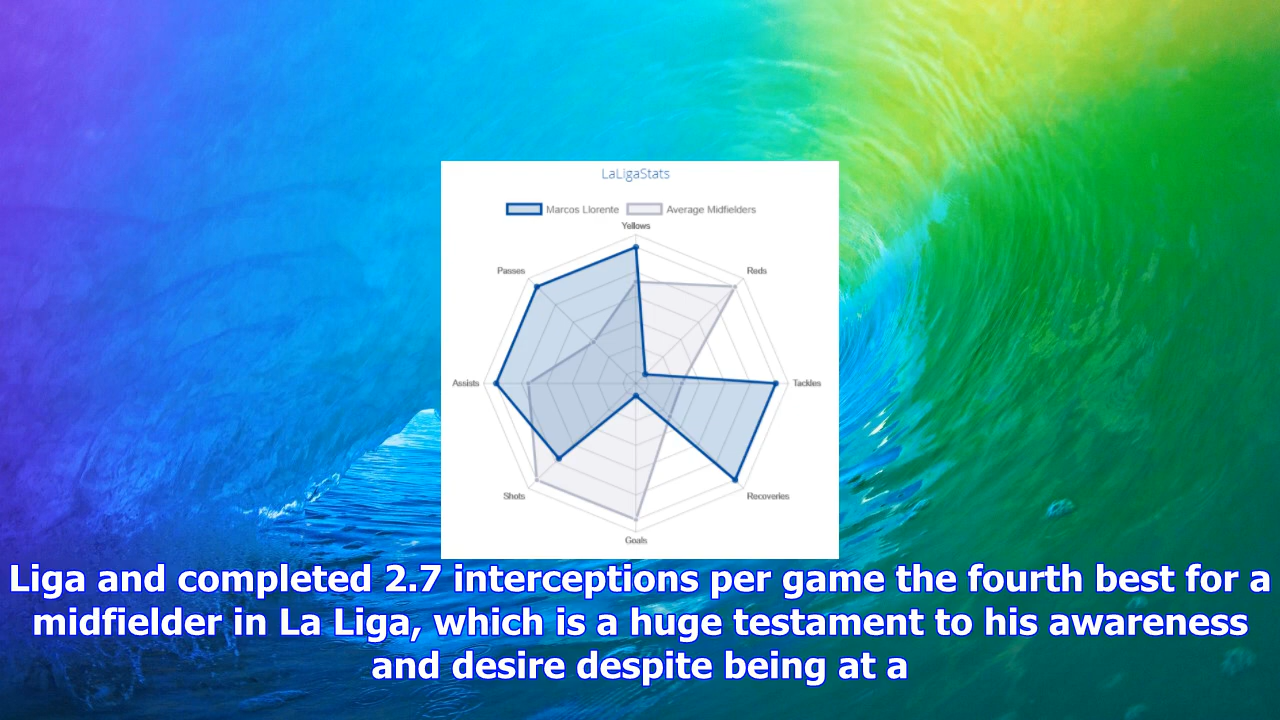 LaLigaStats
Marcos Llorente Average Midfielders
Yellows
Passes Reds
Assists Tackles
Shots Recoveries
Goals
Liga and completed 2.7 interceptions per game the fourth best for a
midfielder in La Liga, which is a huge testament to his awareness
and desire despite being at a